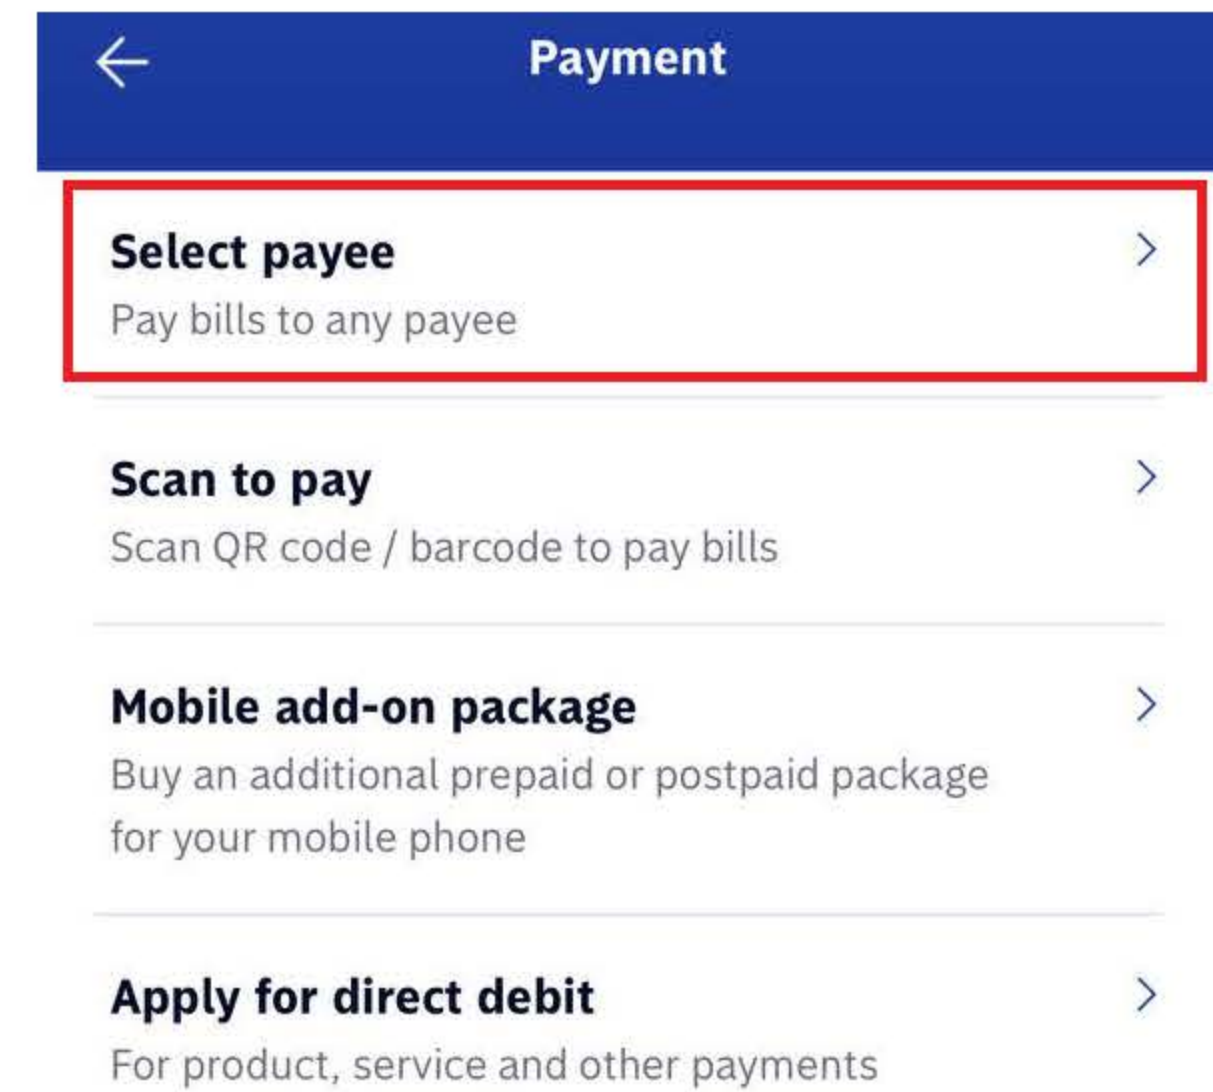 Payment
Select payee
Pay bills to any payee
Scan to pay
Scan QR code / barcode to pay bills
Mobile add-on package
Buy an additional prepaid or postpaid package
for your mobile phone
Apply for direct debit
For product, service and other payments